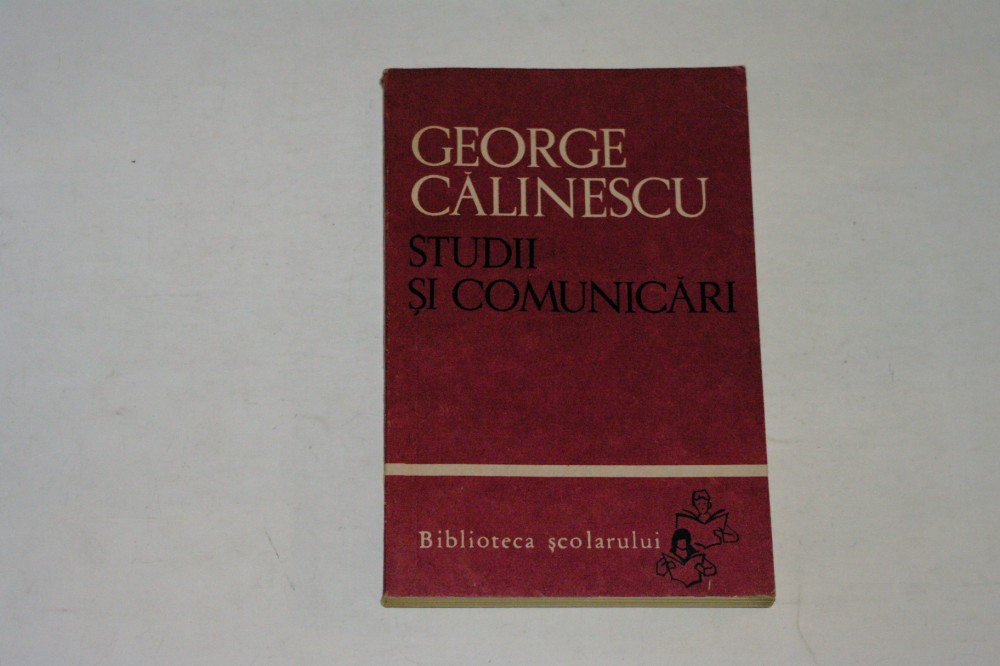 GEORGE
CĂLINESCU
STUDII
ȘI COMUNICĂRI
Biblioteca școlarului